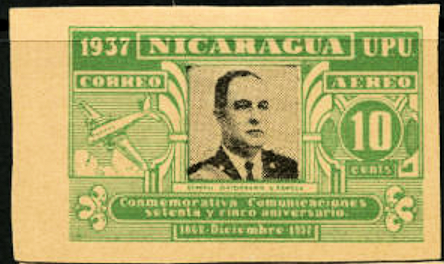 1937 NICARAGUA UPU
CORREO AEREO
10
cents
Conmemorativa Comunicaciones
setenta y cinco aniversario.
1862-Diciembre-1937